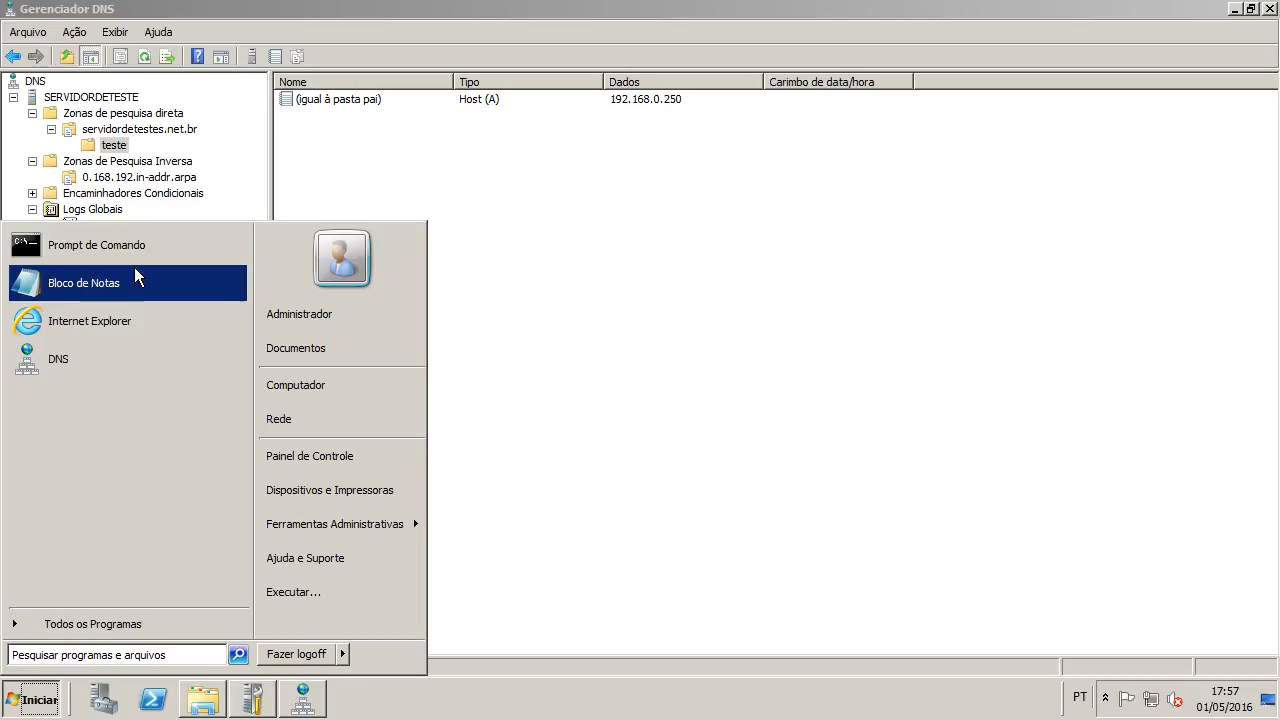 Gerenciador DNS
Arquivo Ação Exibir Ajuda
DNS
SERVIDORDETESTE
Zonas de pesquisa direta
servidordetestes.net.br
teste
Zonas de Pesquisa Inversa
0.168.192.in-addr.arpa
Encaminhadores Condicionais
Logs Globais
Nome Tipo Dados Carimbo de data/hora
(igual à pasta pai) Host (A) 192.168.0.250
Prompt de Comando
Bloco de Notas
Internet Explorer
DNS
Todos os Programas
Pesquisar programas e arquivos
Administrador
Documentos
Computador
Rede
Painel de Controle
Dispositivos e Impressoras
Ferramentas Administrativas
Ajuda e Suporte
Executar...
Fazer logoff
Iniciar
PT
17:57
01/05/2016